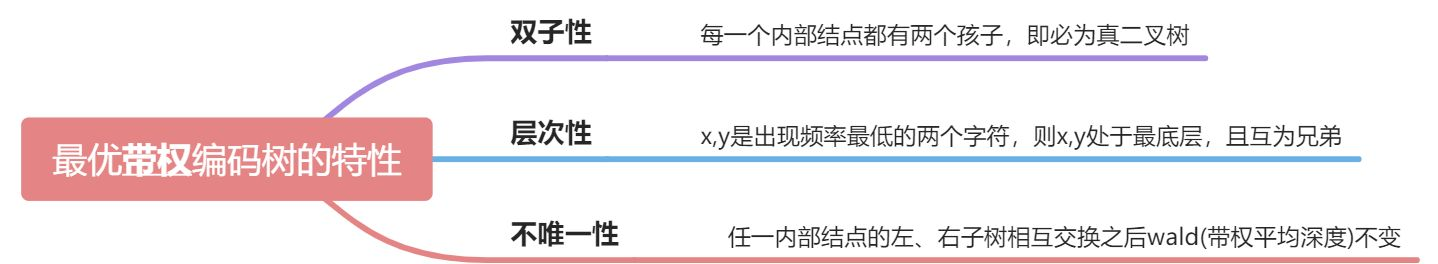 最优带权编码树的特性
双子性
每一个内部结点都有两个孩子，即必为真二叉树
层次性
x,y是出现频率最低的两个字符，则x,y处于最底层，且互为兄弟
不唯一性
任一内部结点的左、右子树相互交换之后wald(带权平均深度)不变